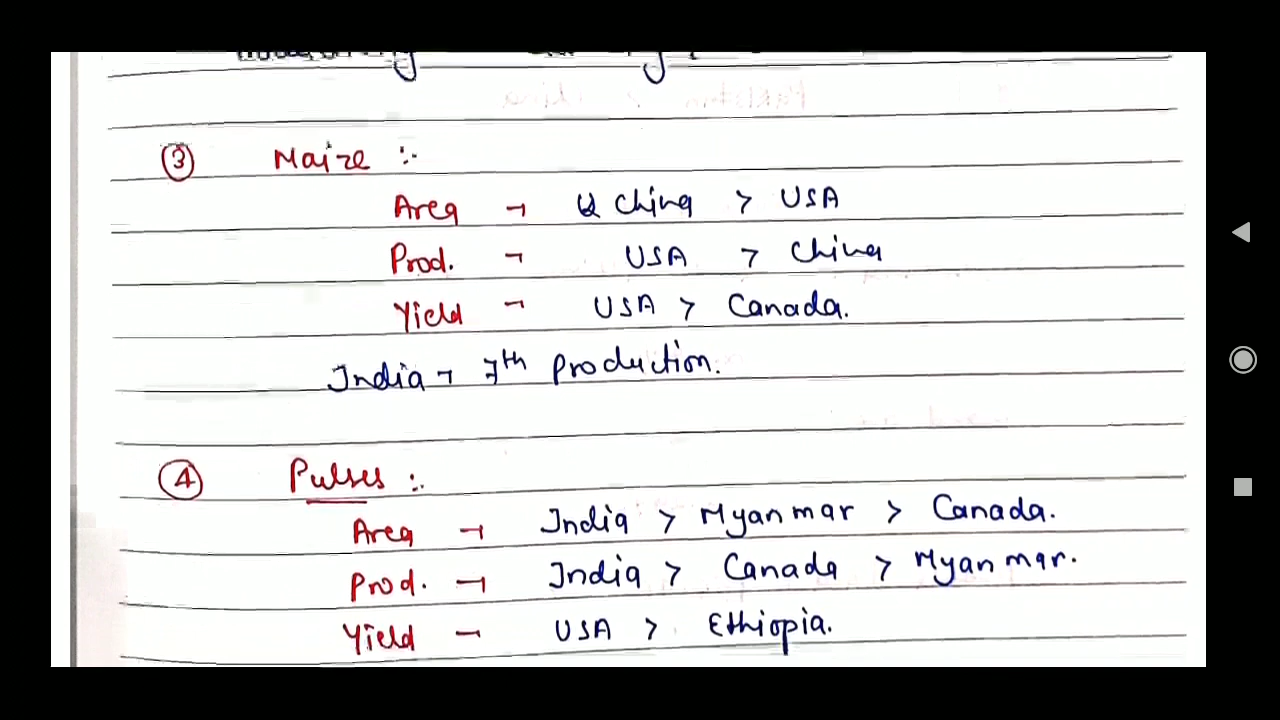 ③ Maize :-
Area → China > USA
Prod. → USA > China
Yield → USA > Canada.
India → 7th production.
④ Pulses :-
Area → India > Myanmar > Canada.
Prod. → India > Canada > Myanmar.
Yield → USA > Ethiopia.